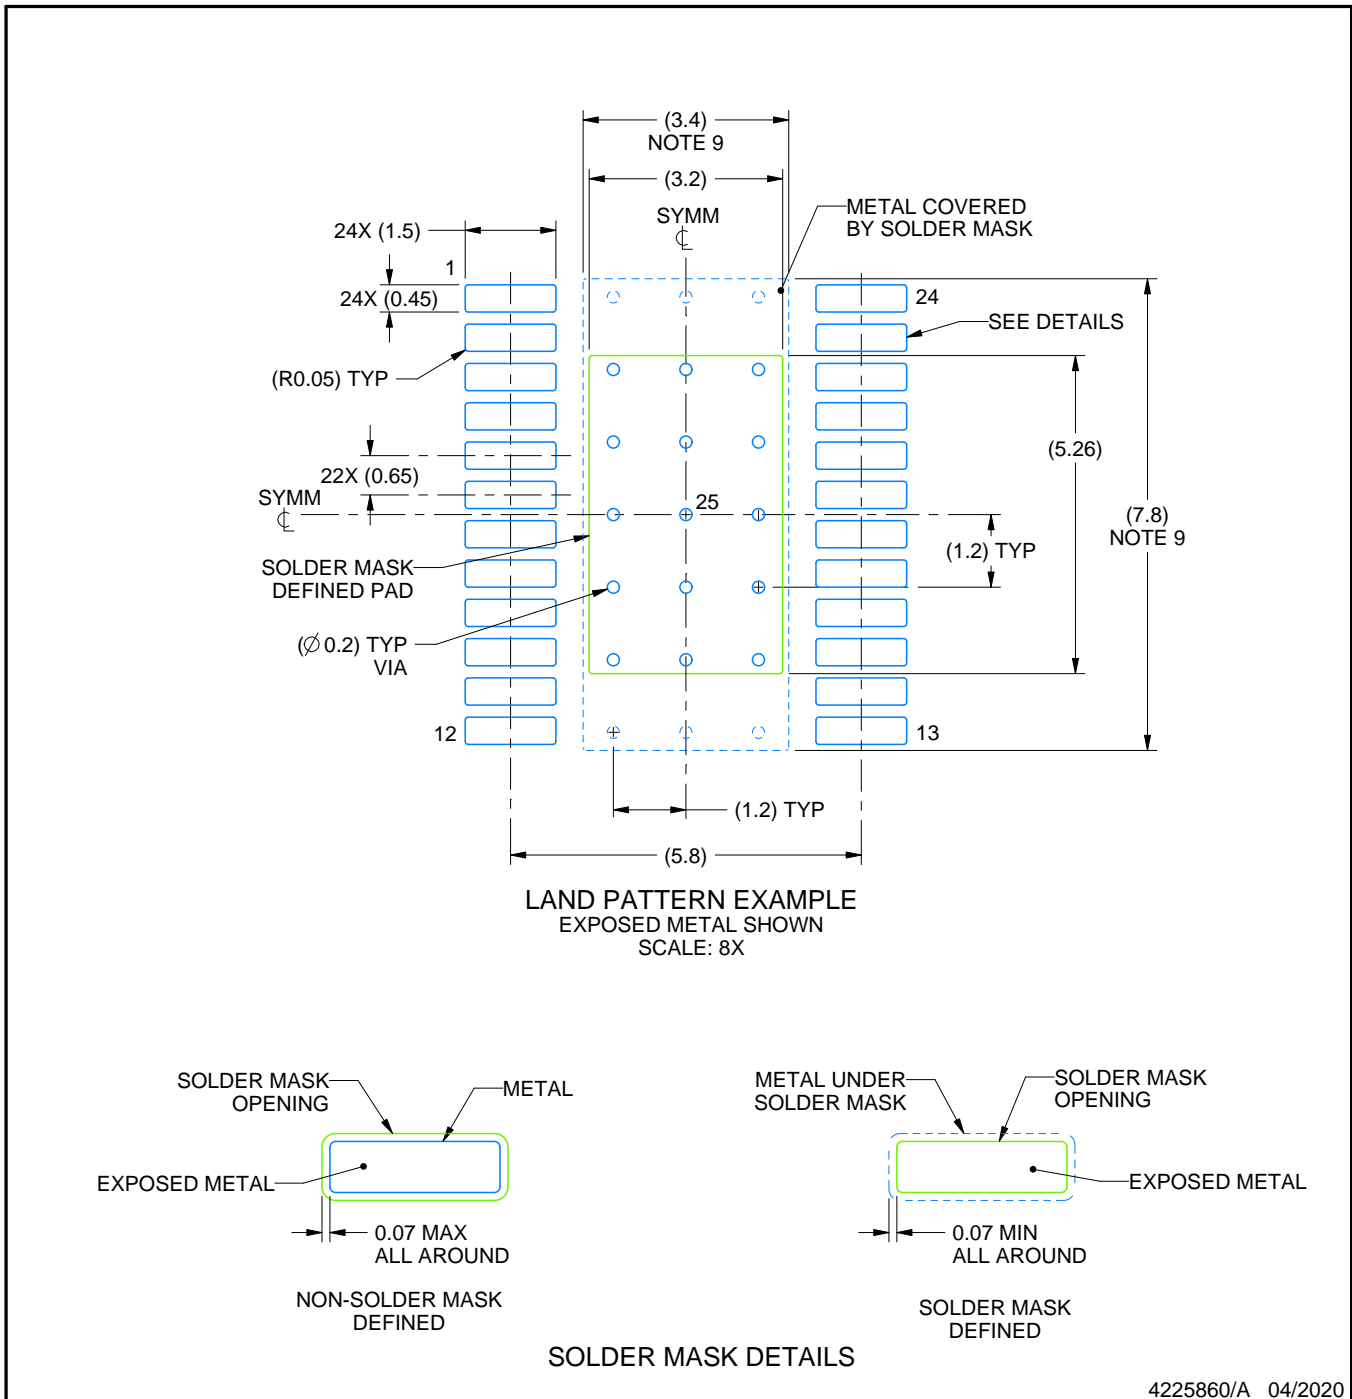 (3.4)
NOTE 9
(3.2)
SYMM
℄
METAL COVERED
BY SOLDER MASK
24X (1.5)
1
24X (0.45)
24
SEE DETAILS
(R0.05) TYP
(5.26)
22X (0.65)
SYMM
℄
25
(7.8)
NOTE 9
(1.2) TYP
SOLDER MASK
DEFINED PAD
(∅0.2) TYP
VIA
12
13
(1.2) TYP
(5.8)
LAND PATTERN EXAMPLE
EXPOSED METAL SHOWN
SCALE: 8X
SOLDER MASK
OPENING
METAL
EXPOSED METAL
0.07 MAX
ALL AROUND
NON-SOLDER MASK
DEFINED
METAL UNDER
SOLDER MASK
SOLDER MASK
OPENING
EXPOSED METAL
0.07 MIN
ALL AROUND
SOLDER MASK
DEFINED
SOLDER MASK DETAILS
4225860/A 04/2020